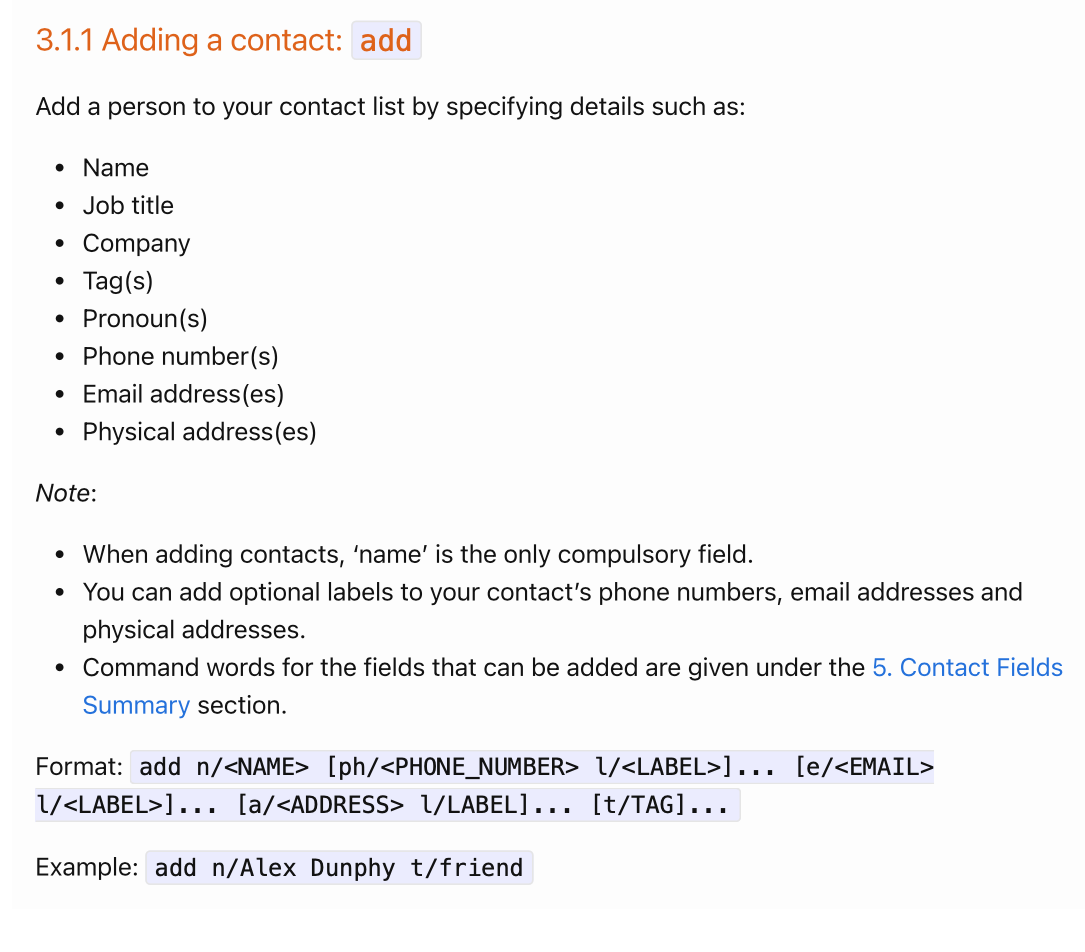 3.1.1 Adding a contact: add
Add a person to your contact list by specifying details such as:
• Name
• Job title
• Company
• Tag(s)
• Pronoun(s)
• Phone number(s)
• Email address(es)
• Physical address(es)
Note:
• When adding contacts, ‘name’ is the only compulsory field.
• You can add optional labels to your contact’s phone numbers, email addresses and
physical addresses.
• Command words for the fields that can be added are given under the 5. Contact Fields
Summary section.
Format: add n/<NAME> [ph/<PHONE_NUMBER> l/<LABEL>]... [e/<EMAIL>
l/<LABEL>]... [a/<ADDRESS> l/LABEL]... [t/TAG]...
Example: add n/Alex Dunphy t/friend